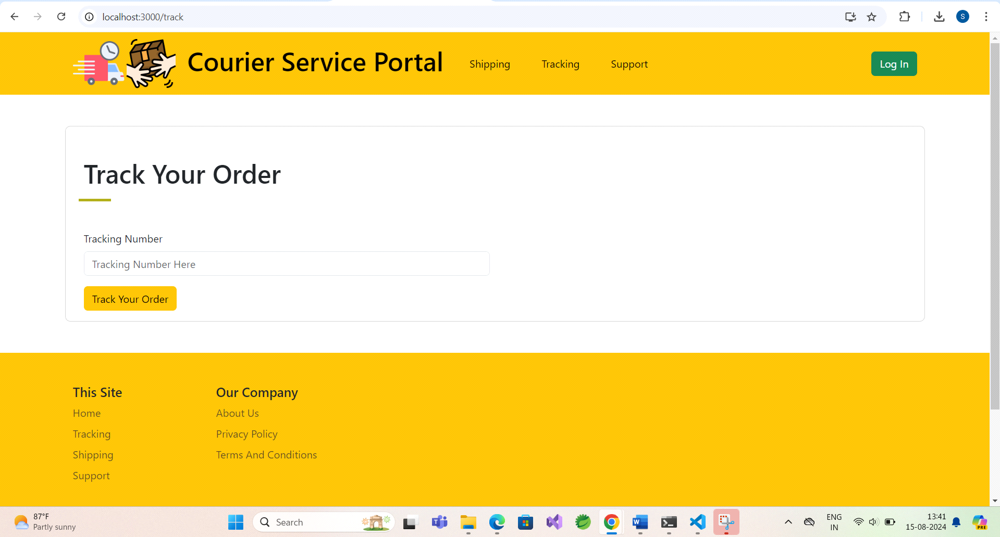 localhost:3000/track
S
Courier Service Portal
Shipping
Tracking
Support
Log In
Track Your Order
Tracking Number
Tracking Number Here
Track Your Order
This Site
Home
Tracking
Shipping
Support
Our Company
About Us
Privacy Policy
Terms And Conditions
87°F
Partly sunny
Search
ENG
IN
13:41
15-08-2024
PRE